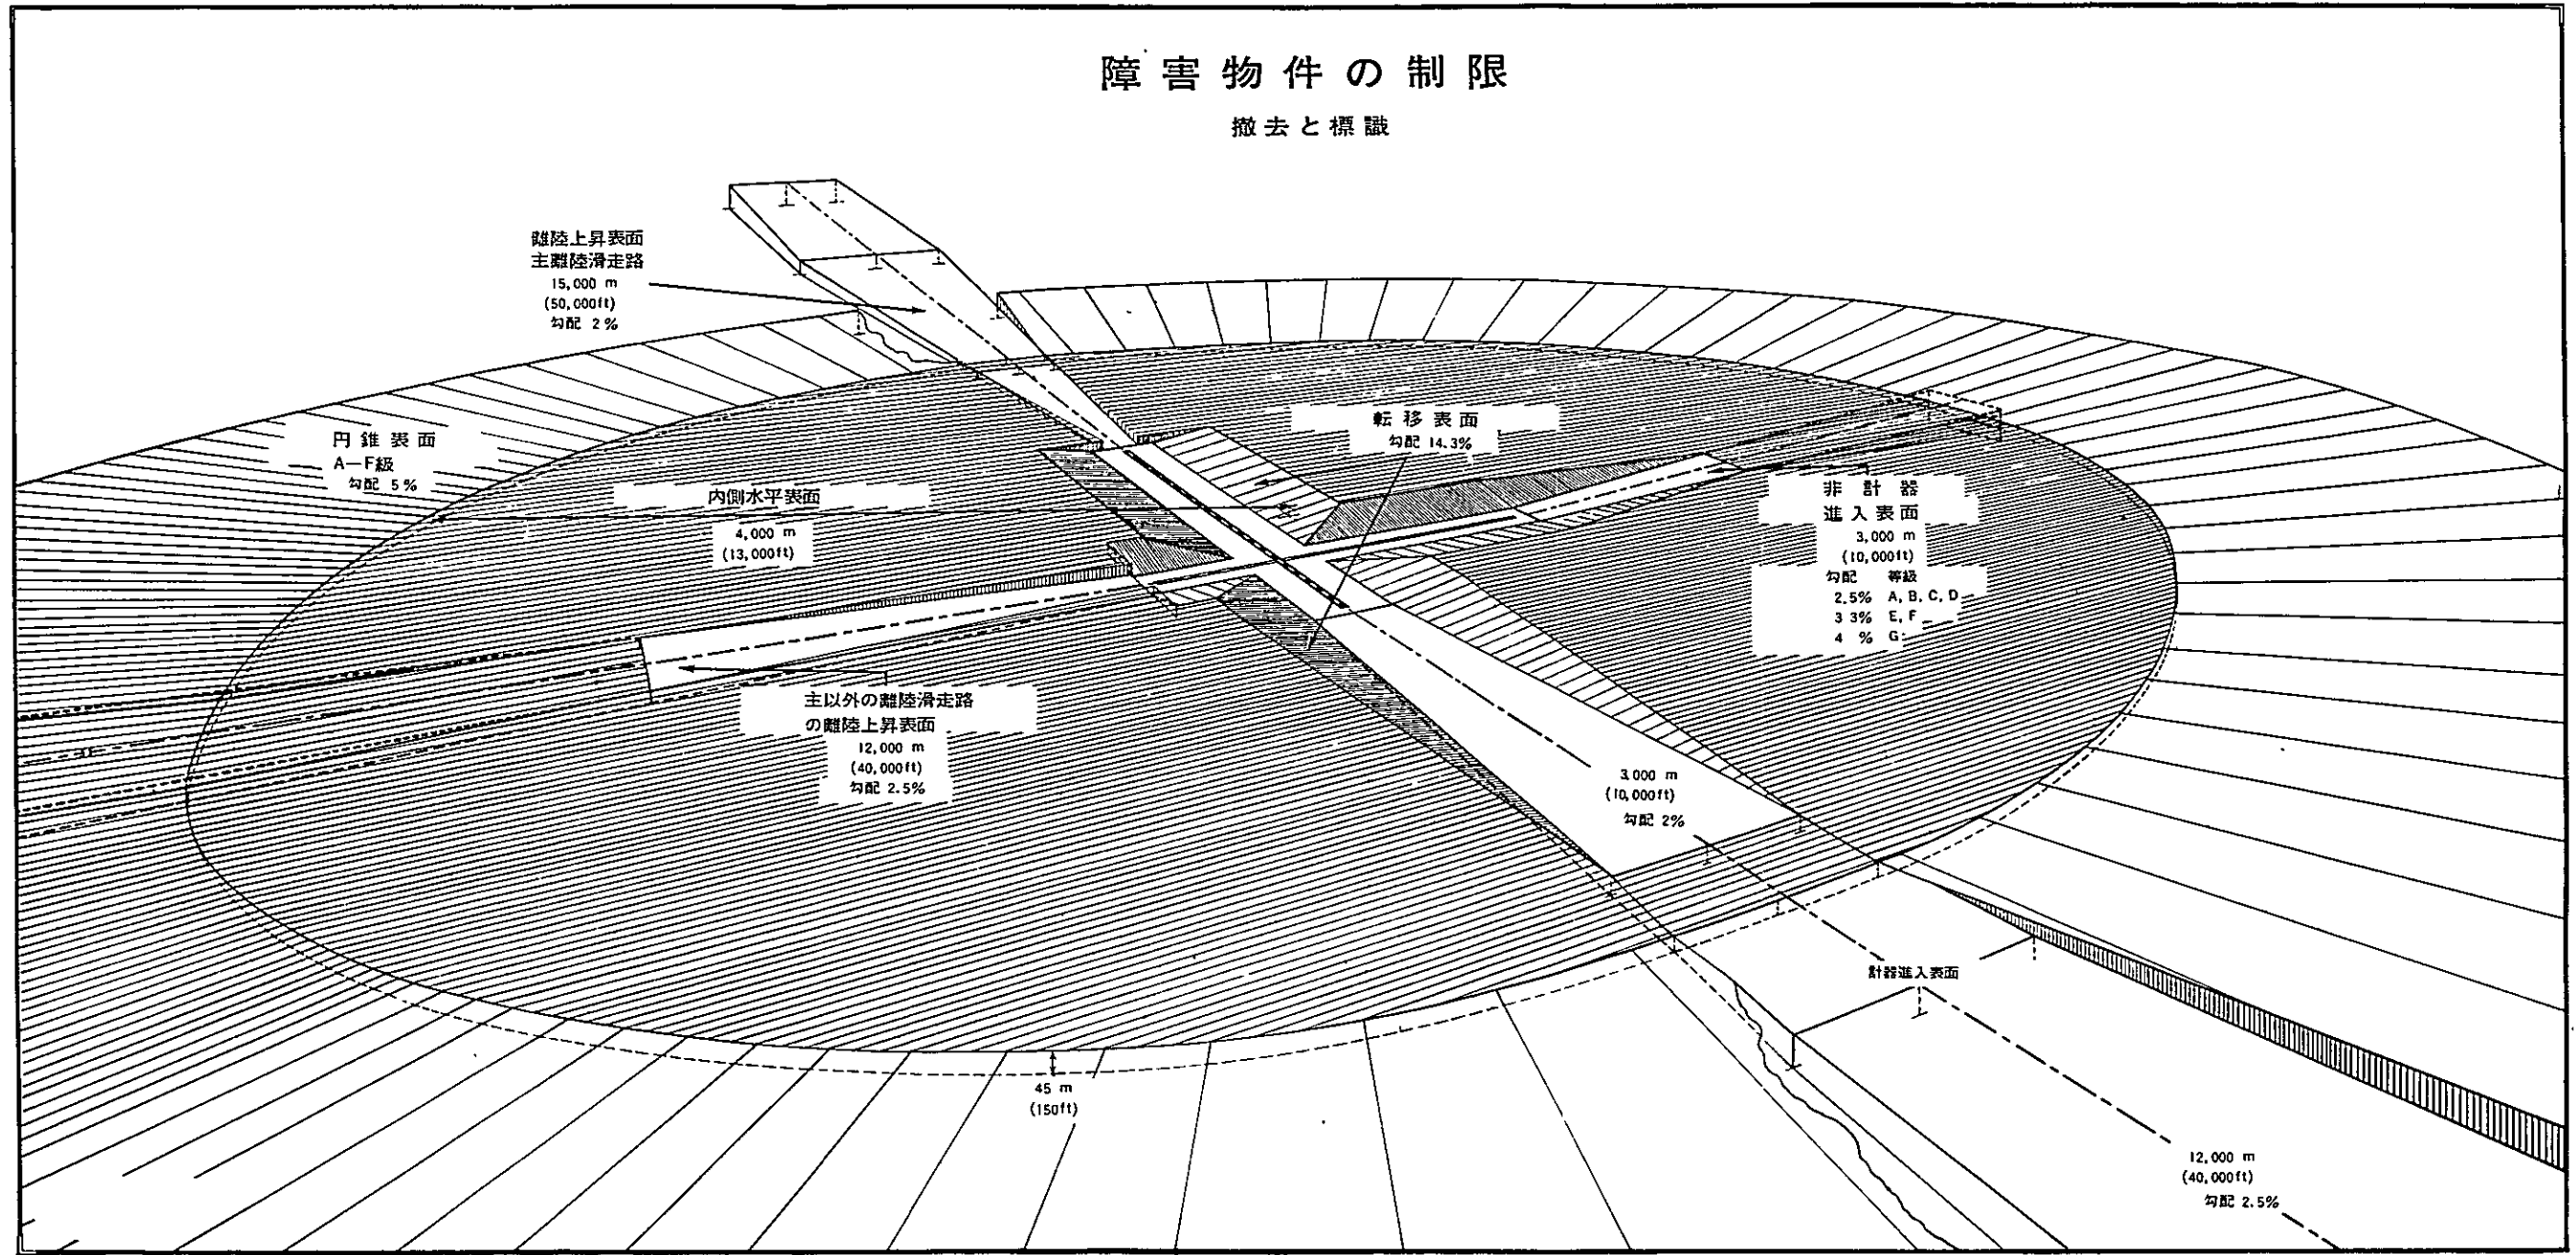 障害物件の制限
撤去と標識
離陸上昇表面
主離陸滑走路
15,000 m
(50,000ft)
勾配 2%
円錐表面
A-F級
勾配 5%
内側水平表面
4,000 m
(13,000ft)
転移表面
勾配 14.3%
非計器
進入表面
3,000 m
(10,000ft)
勾配 等級
2.5% A, B, C, D
3 3% E, F
4 % G
主以外の離陸滑走路
の離陸上昇表面
12,000 m
(40,000ft)
勾配 2.5%
3,000 m
(10,000ft)
勾配 2%
計器進入表面
45 m
(150ft)
12,000 m
(40,000ft)
勾配 2.5%